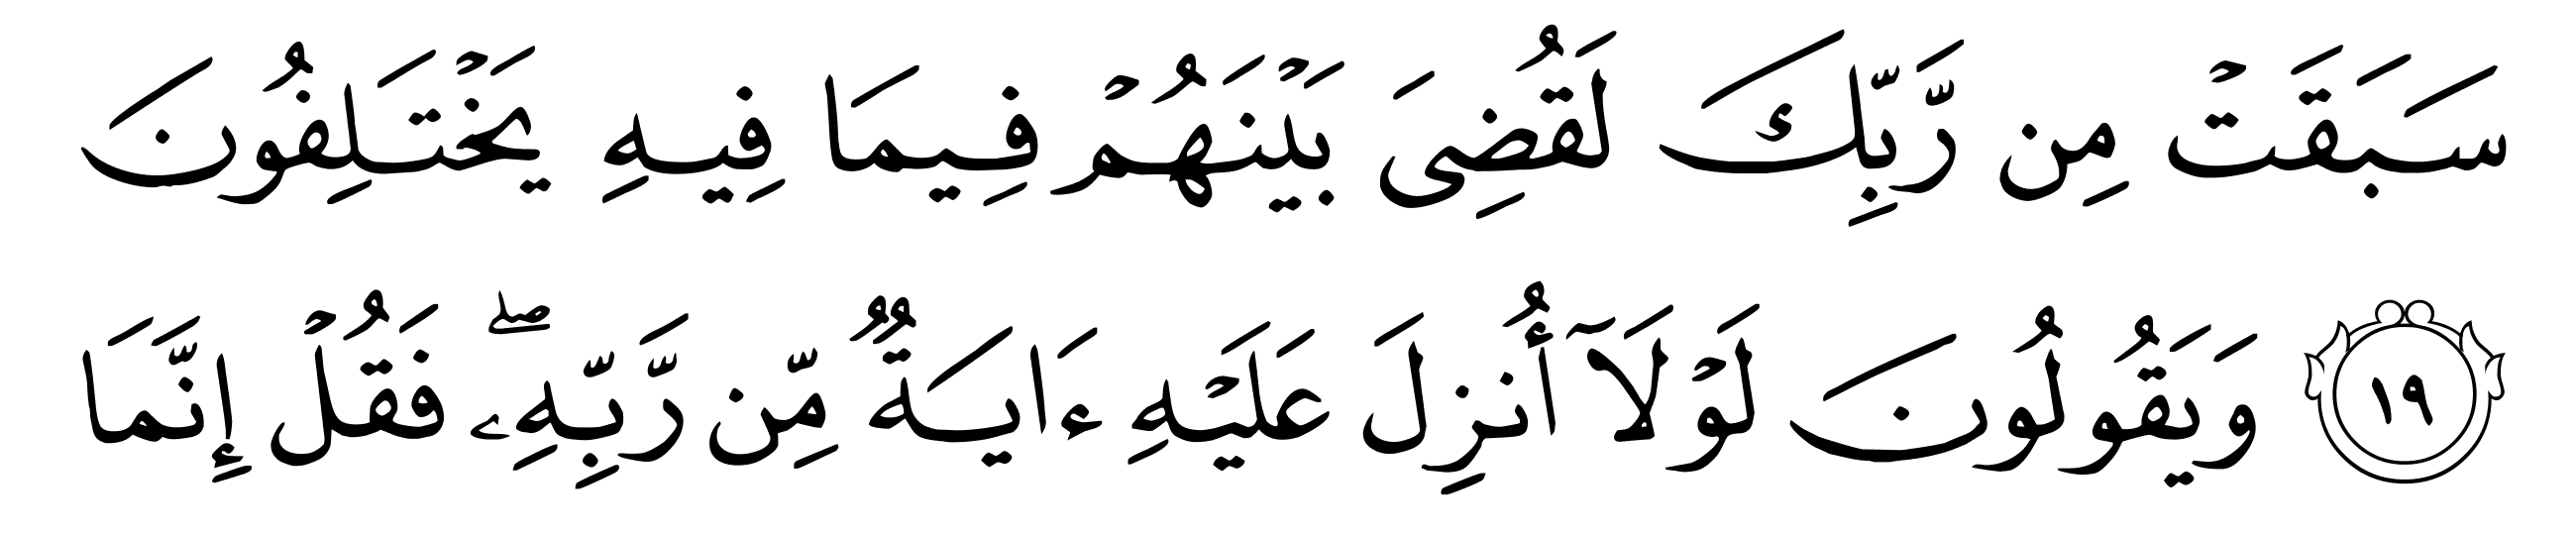 سَبَقَتۡ مِن رَّبِّكَ لَقُضِيَ بَيۡنَهُمۡ فِيمَا فِيهِ يَخۡتَلِفُونَ
١٩ وَيَقُولُونَ لَوۡلَآ أُنزِلَ عَلَيۡهِ ءَايَةٞ مِّن رَّبِّهِۦۖ فَقُلۡ إِنَّمَا